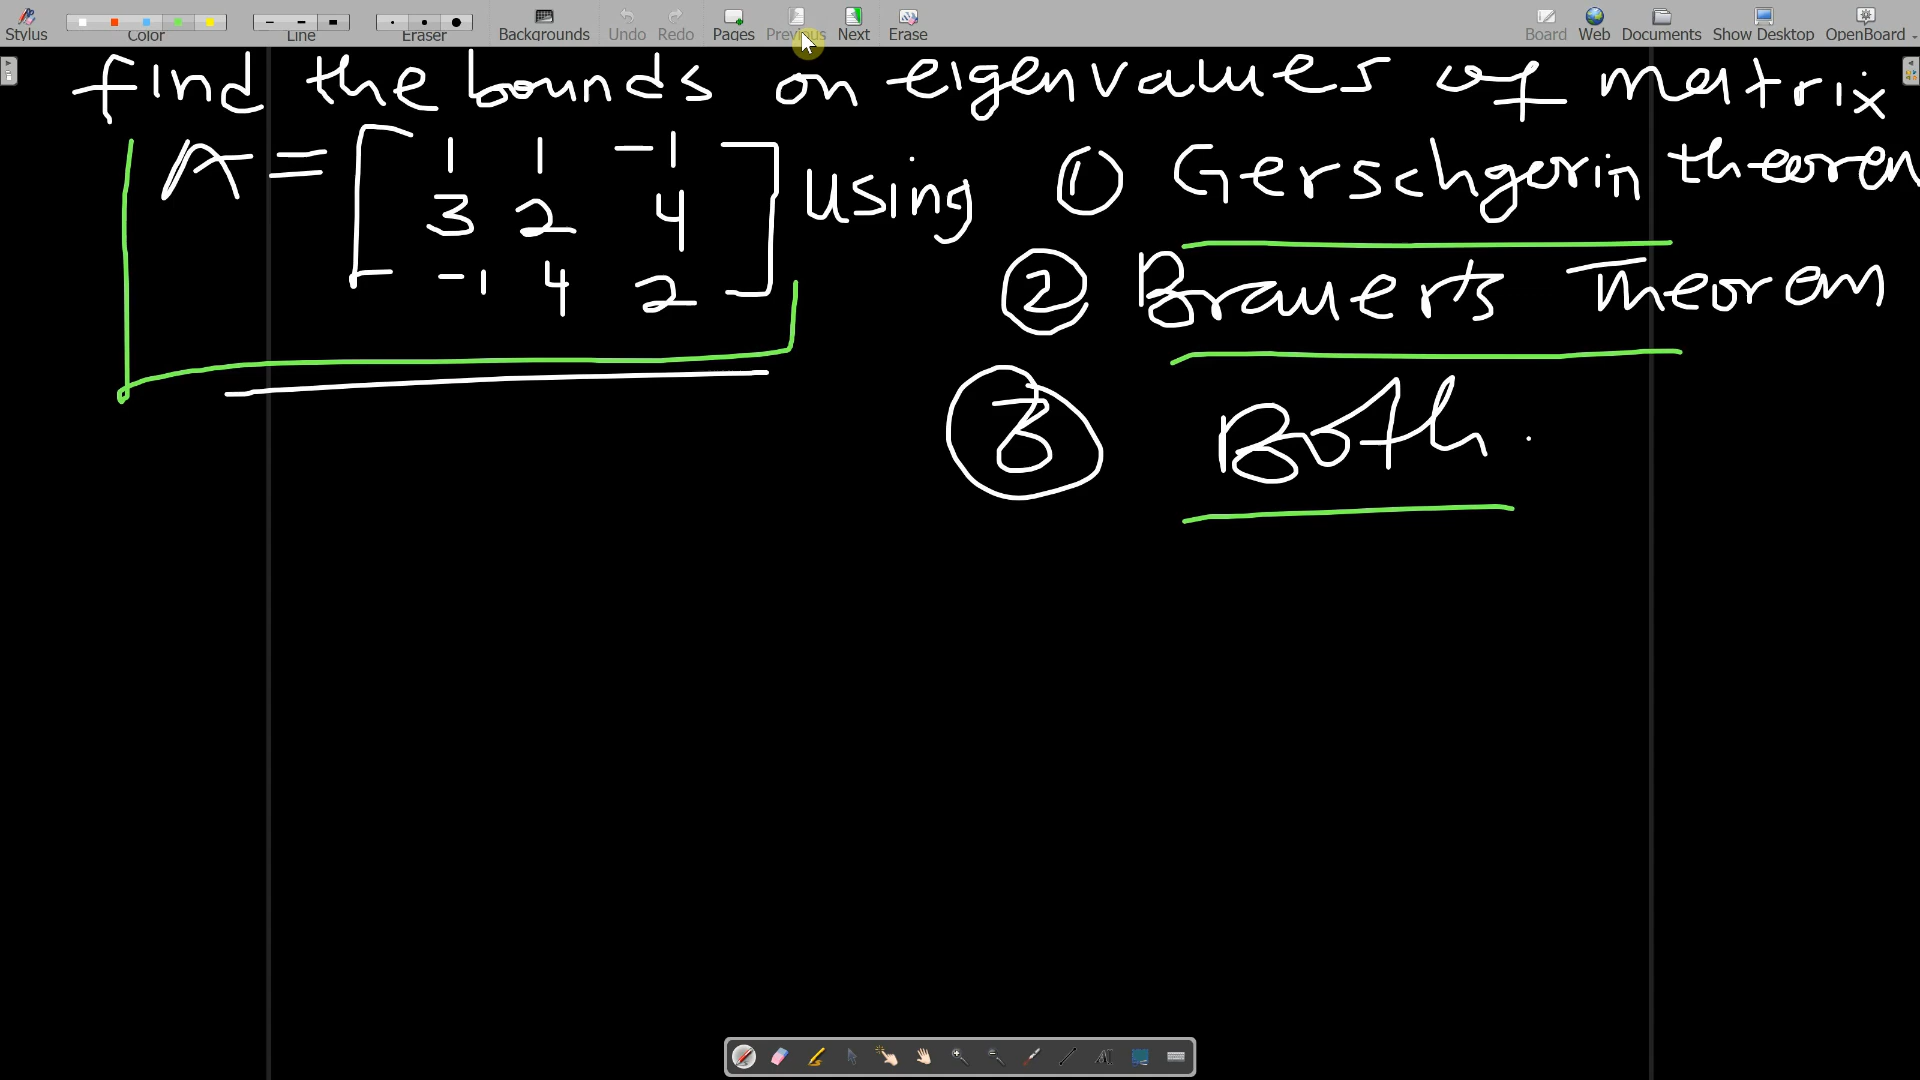 Stylus Color Line Eraser Backgrounds Undo Redo Pages Previous Next Erase Board Web Documents Show Desktop OpenBoard
find the bounds on eigenvalues of matrix
A = [ 1 1 -1 using ① Gerschgorin theorem
3 2 4
-1 4 2 ]
② Brauer's Theorem
③ Both.